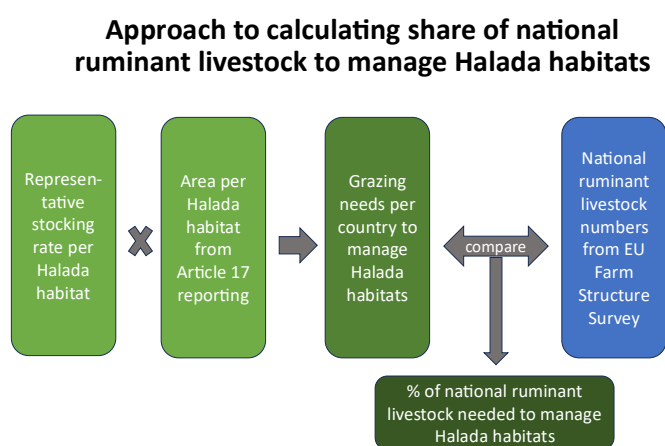 Approach to calculating share of national
ruminant livestock to manage Halada habitats
Represen-
tative
stocking
rate per
Halada
habitat
Area per
Halada
habitat
from
Article 17
reporting
Grazing
needs per
country to
manage
Halada
habitats
compare
National
ruminant
livestock
numbers
from EU
Farm
Structure
Survey
% of national ruminant
livestock needed to manage
Halada habitats